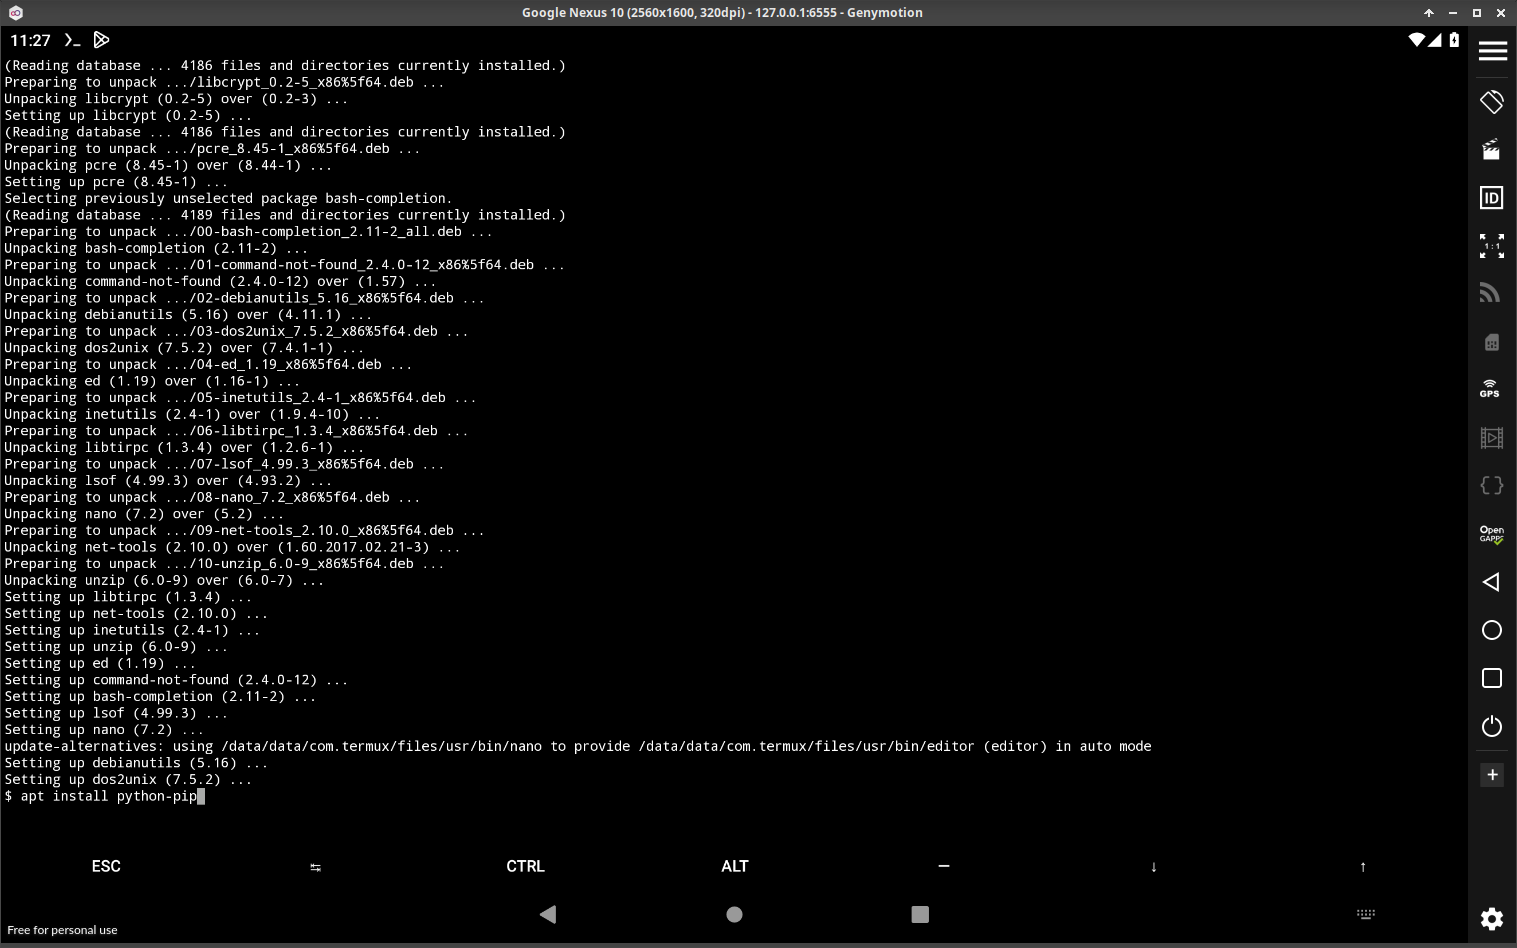 Google Nexus 10 (2560x1600, 320dpi) - 127.0.0.1:6555 - Genymotion
11:27
(Reading database ... 4186 files and directories currently installed.)
Preparing to unpack .../libcrypt_0.2-5_x86%5f64.deb ...
Unpacking libcrypt (0.2-5) over (0.2-3) ...
Setting up libcrypt (0.2-5) ...
(Reading database ... 4186 files and directories currently installed.)
Preparing to unpack .../pcre_8.45-1_x86%5f64.deb ...
Unpacking pcre (8.45-1) over (8.44-1) ...
Setting up pcre (8.45-1) ...
Selecting previously unselected package bash-completion.
(Reading database ... 4189 files and directories currently installed.)
Preparing to unpack .../00-bash-completion_2.11-2_all.deb ...
Unpacking bash-completion (2.11-2) ...
Preparing to unpack .../01-command-not-found_2.4.0-12_x86%5f64.deb ...
Unpacking command-not-found (2.4.0-12) over (1.57) ...
Preparing to unpack .../02-debianutils_5.16_x86%5f64.deb ...
Unpacking debianutils (5.16) over (4.11.1) ...
Preparing to unpack .../03-dos2unix_7.5.2_x86%5f64.deb ...
Unpacking dos2unix (7.5.2) over (7.4.1-1) ...
Preparing to unpack .../04-ed_1.19_x86%5f64.deb ...
Unpacking ed (1.19) over (1.16-1) ...
Preparing to unpack .../05-inetutils_2.4-1_x86%5f64.deb ...
Unpacking inetutils (2.4-1) over (1.9.4-10) ...
Preparing to unpack .../06-libtirpc_1.3.4_x86%5f64.deb ...
Unpacking libtirpc (1.3.4) over (1.2.6-1) ...
Preparing to unpack .../07-lsof_4.99.3_x86%5f64.deb ...
Unpacking lsof (4.99.3) over (4.93.2) ...
Preparing to unpack .../08-nano_7.2_x86%5f64.deb ...
Unpacking nano (7.2) over (5.2) ...
Preparing to unpack .../09-net-tools_2.10.0_x86%5f64.deb ...
Unpacking net-tools (2.10.0) over (1.60.2017.02.21-3) ...
Preparing to unpack .../10-unzip_6.0-9_x86%5f64.deb ...
Unpacking unzip (6.0-9) over (6.0-7) ...
Setting up libtirpc (1.3.4) ...
Setting up net-tools (2.10.0) ...
Setting up inetutils (2.4-1) ...
Setting up unzip (6.0-9) ...
Setting up ed (1.19) ...
Setting up command-not-found (2.4.0-12) ...
Setting up bash-completion (2.11-2) ...
Setting up lsof (4.99.3) ...
Setting up nano (7.2) ...
update-alternatives: using /data/data/com.termux/files/usr/bin/nano to provide /data/data/com.termux/files/usr/bin/editor (editor) in auto mode
Setting up debianutils (5.16) ...
Setting up dos2unix (7.5.2) ...
$ apt install python-pip
ESC ↹ CTRL ALT — ↓ ↑
Free for personal use
ID
1:1
GPS
Open
GAPPS